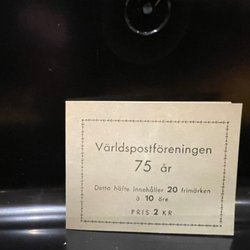 Världspostföreningen
75 år
Detta häfte innehåller 20 frimärken
à 10 öre
PRIS 2 KR